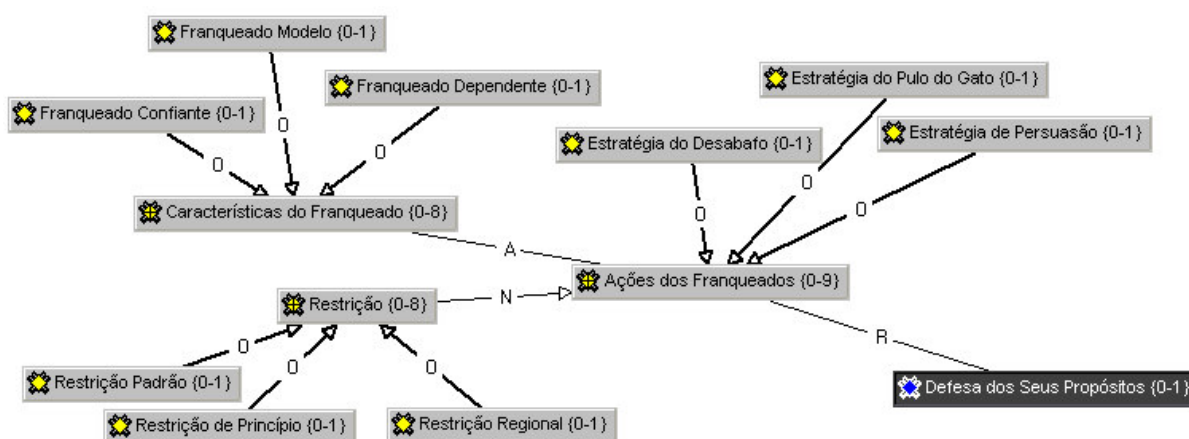 Franqueado Modelo {0-1}
Franqueado Dependente {0-1}
Franqueado Confiante {0-1}
O
O
O
Características do Franqueado {0-8}
Estratégia do Pulo do Gato {0-1}
Estratégia de Persuasão {0-1}
Estratégia do Desabafo {0-1}
O
O
O
A
Ações dos Franqueados {0-9}
Restrição {0-8}
N
R
O
O
O
Restrição Padrão {0-1}
Restrição de Princípio {0-1}
Restrição Regional {0-1}
Defesa dos Seus Propósitos {0-1}